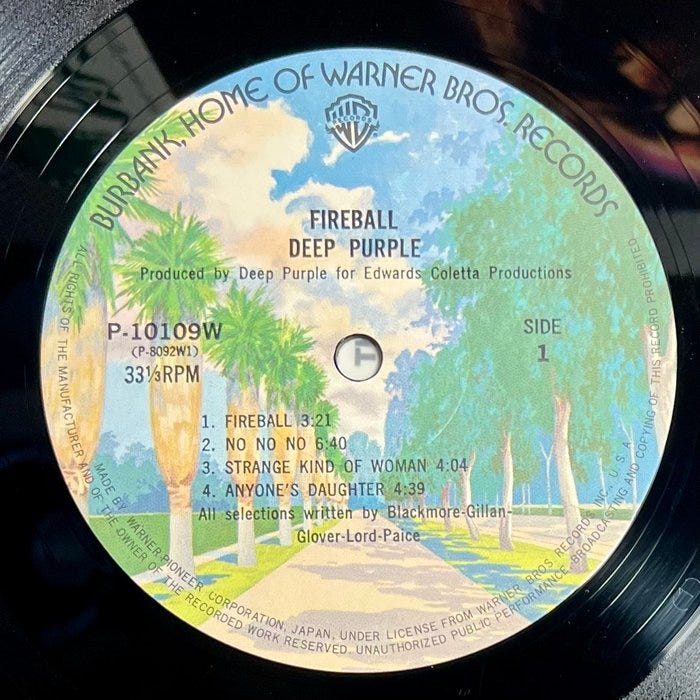 BURBANK, HOME OF WARNER BROS. RECORDS
WB
RECORDS
FIREBALL
DEEP PURPLE
Produced by Deep Purple for Edwards Coletta Productions
P-10109W
(P-8092W1)
33⅓RPM
SIDE
1
1. FIREBALL 3:21
2. NO NO NO 6:40
3. STRANGE KIND OF WOMAN 4:04
4. ANYONE'S DAUGHTER 4:39
All selections written by Blackmore-Gillan-
Glover-Lord-Paice
MADE BY WARNER-PIONEER CORPORATION, JAPAN, UNDER LICENSE FROM WARNER BROS RECORDS INC., U.S.A.
ALL RIGHTS OF THE MANUFACTURER AND OF THE OWNER OF THE RECORDED WORK RESERVED. UNAUTHORIZED PUBLIC PERFORMANCE BROADCASTING AND COPYING OF THIS RECORD PROHIBITED.